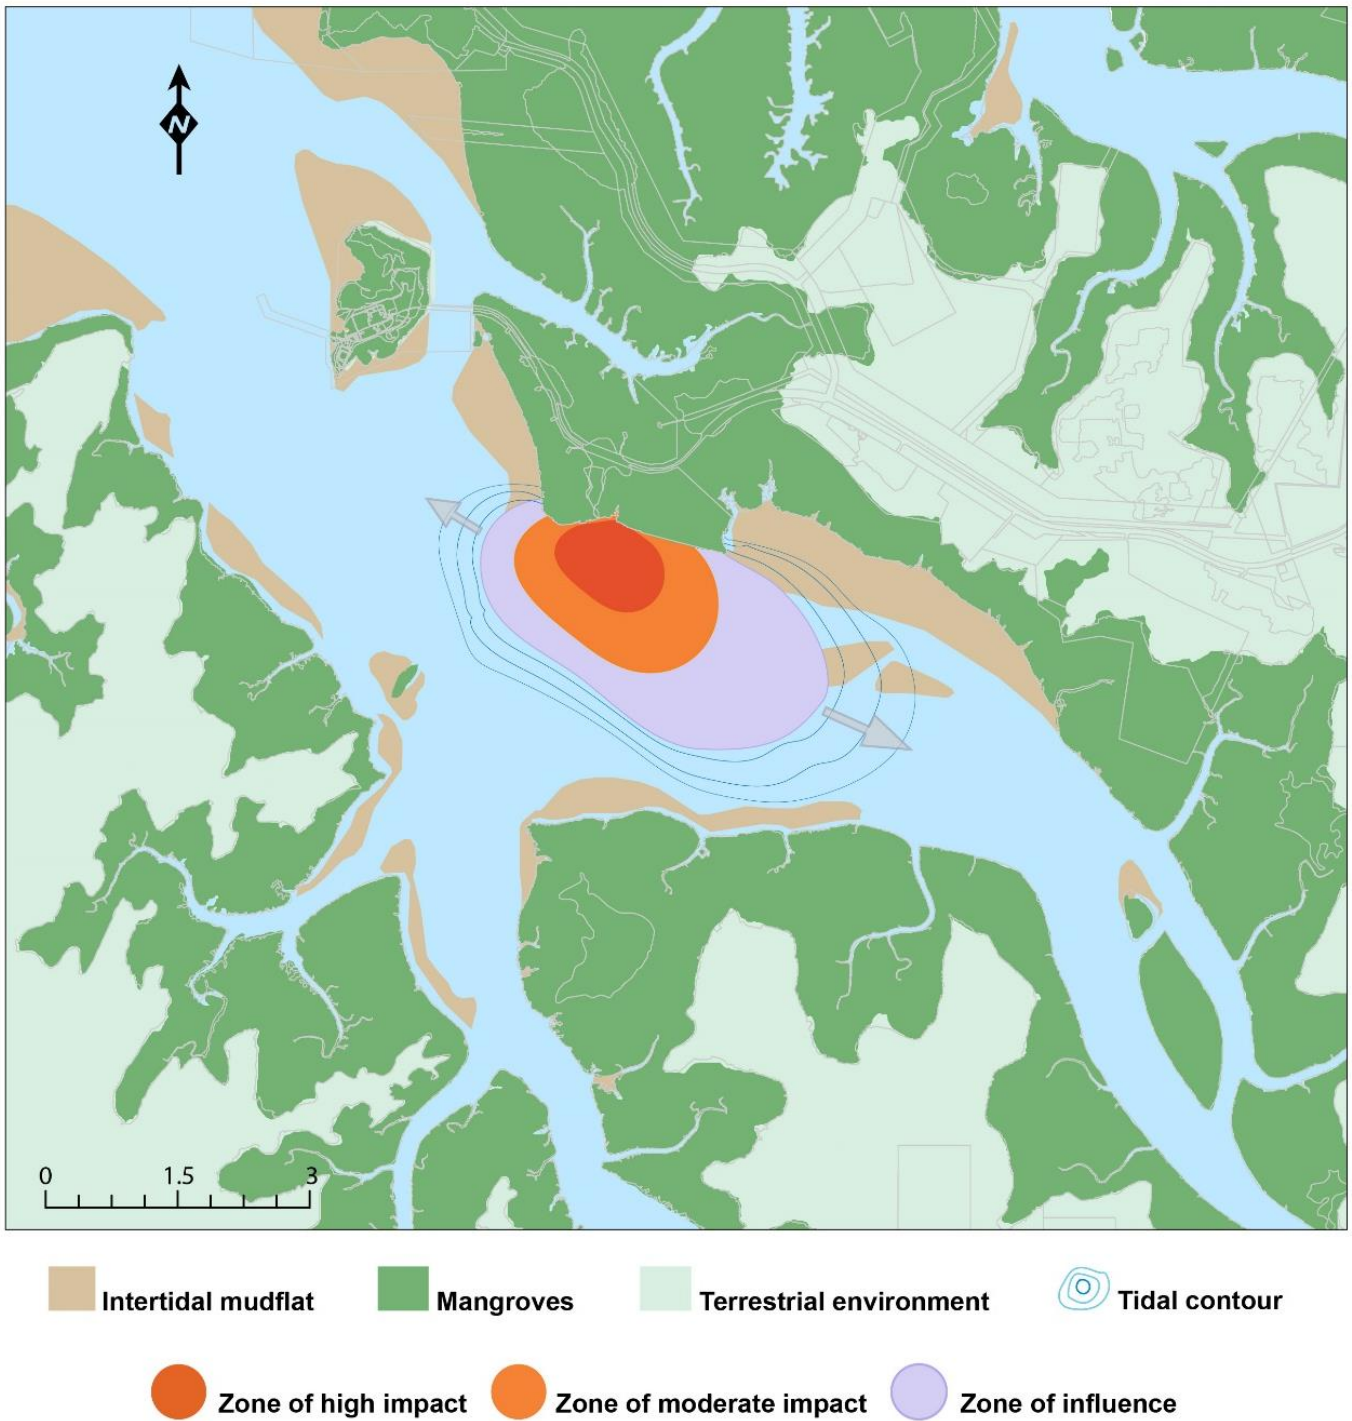 N
0 1.5 3
Intertidal mudflat Mangroves Terrestrial environment Tidal contour
Zone of high impact Zone of moderate impact Zone of influence